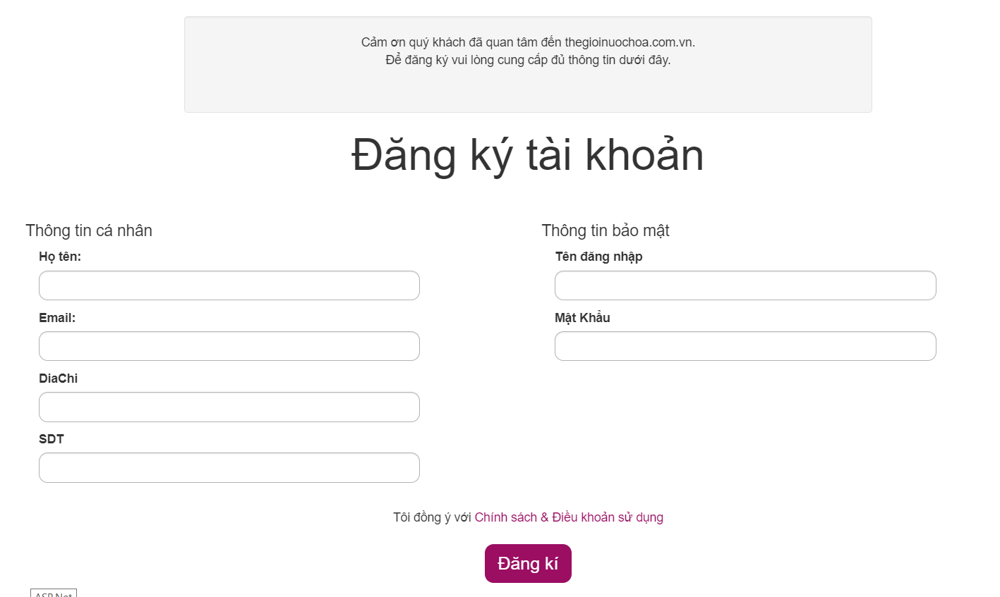 Cảm ơn quý khách đã quan tâm đến thegioinuochoa.com.vn.
Để đăng ký vui lòng cung cấp đủ thông tin dưới đây.
Đăng ký tài khoản
Thông tin cá nhân
Họ tên:
Email:
DiaChi
SDT
Thông tin bảo mật
Tên đăng nhập
Mật Khẩu
Tôi đồng ý với Chính sách & Điều khoản sử dụng
Đăng kí
ASP.Net